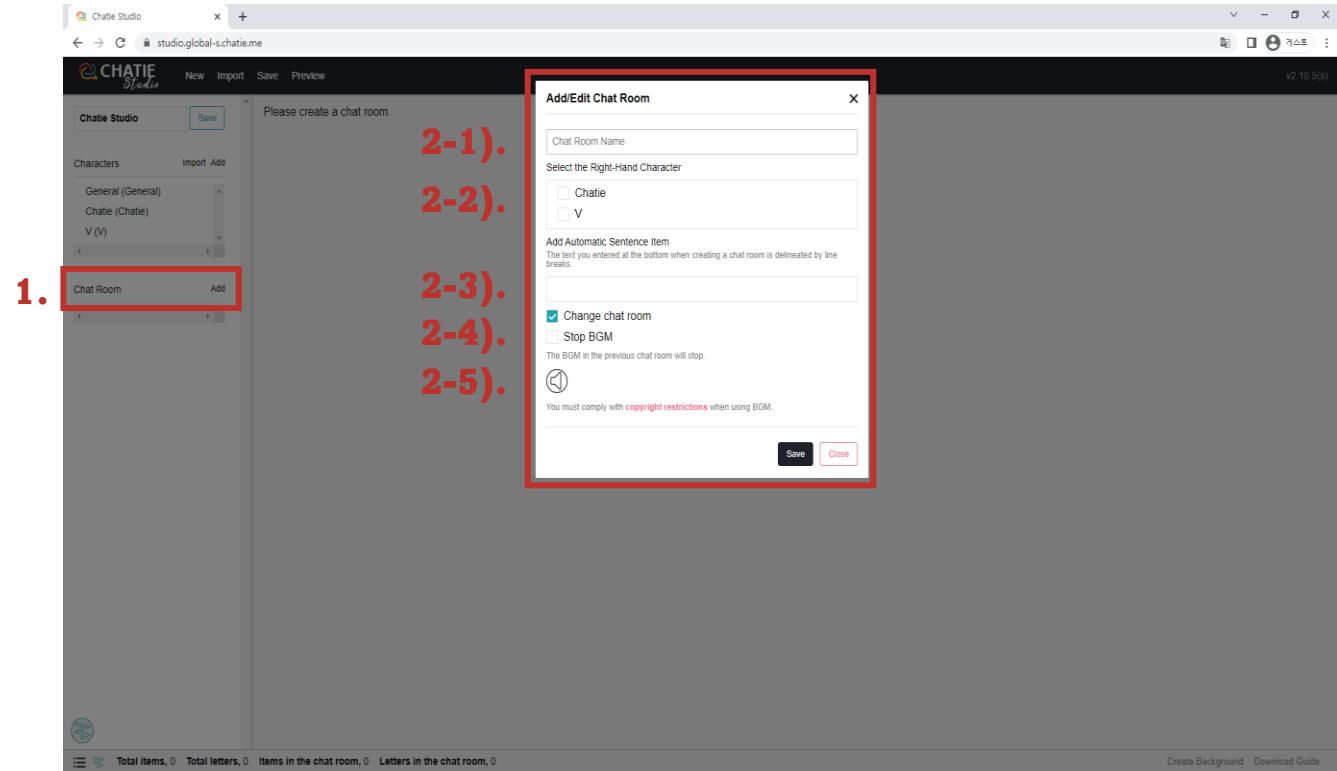 Chatie Studio
studio.global-s.chatie.me
게스트
CHATIE
Studio
New Import Save Preview
v2.10.5(s)
Chatie Studio Save
Please create a chat room.
Characters Import Add
General (General)
Chatie (Chatie)
V (V)
1.
Chat Room Add
Add/Edit Chat Room X
2-1).
Chat Room Name
Select the Right-Hand Character
2-2).
Chatie
V
Add Automatic Sentence Item
The text you entered at the bottom when creating a chat room is delineated by line
breaks.
2-3).
Change chat room
2-4).
Stop BGM
The BGM in the previous chat room will stop.
2-5).
You must comply with copyright restrictions when using BGM.
Save Close
Total items, 0 Total letters, 0 Items in the chat room, 0 Letters in the chat room, 0
Create Background Download Guide